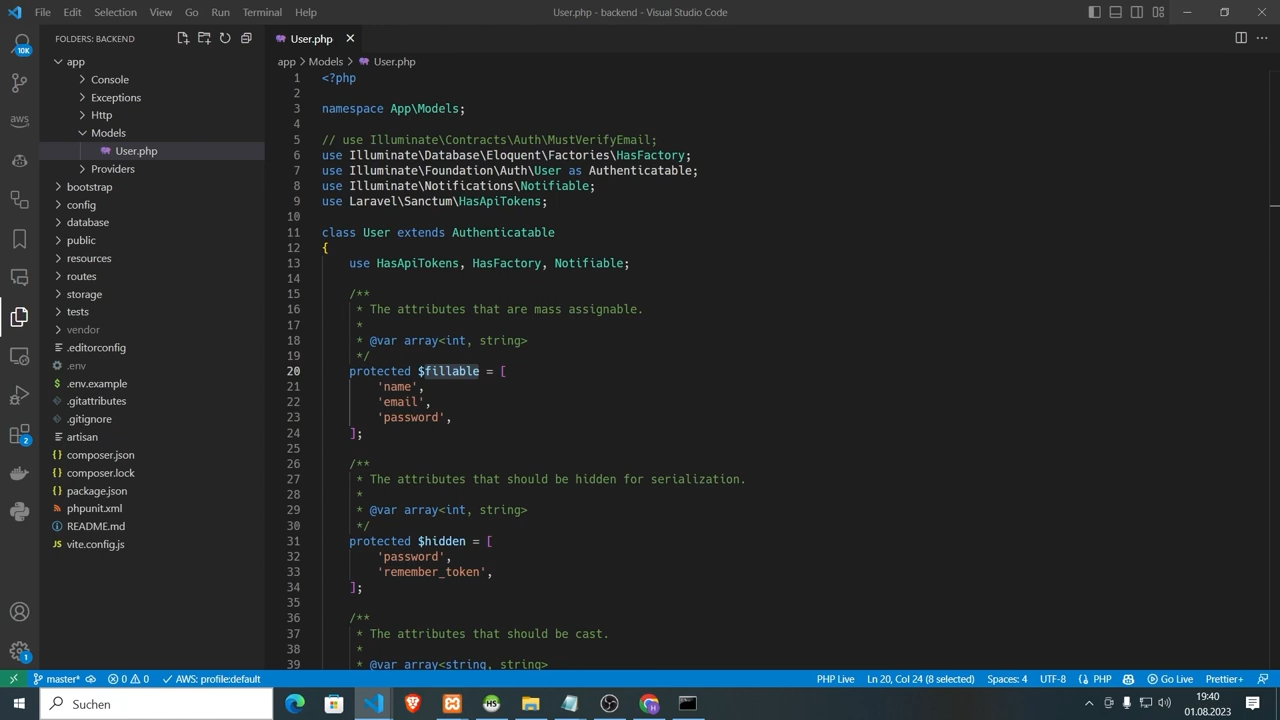 File Edit Selection View Go Run Terminal Help
User.php - backend - Visual Studio Code
FOLDERS: BACKEND
User.php
app > Models > User.php
10K
aws
2
1
app
Console
Exceptions
Http
Models
User.php
Providers
bootstrap
config
database
public
resources
routes
storage
tests
vendor
.editorconfig
.env
.env.example
.gitattributes
.gitignore
artisan
composer.json
composer.lock
package.json
phpunit.xml
README.md
vite.config.js
1 <?php
2
3 namespace App\Models;
4
5 // use Illuminate\Contracts\Auth\MustVerifyEmail;
6 use Illuminate\Database\Eloquent\Factories\HasFactory;
7 use Illuminate\Foundation\Auth\User as Authenticatable;
8 use Illuminate\Notifications\Notifiable;
9 use Laravel\Sanctum\HasApiTokens;
10
11 class User extends Authenticatable
12 {
13 use HasApiTokens, HasFactory, Notifiable;
14
15 /**
16 * The attributes that are mass assignable.
17 *
18 * @var array<int, string>
19 */
20 protected $fillable = [
21 'name',
22 'email',
23 'password',
24 ];
25
26 /**
27 * The attributes that should be hidden for serialization.
28 *
29 * @var array<int, string>
30 */
31 protected $hidden = [
32 'password',
33 'remember_token',
34 ];
35
36 /**
37 * The attributes that should be cast.
38 *
39 * @var array<string, string>
master* 0 0 AWS: profile:default
PHP Live Ln 20, Col 24 (8 selected) Spaces: 4 UTF-8 PHP Go Live Prettier+
Suchen
HS
19:40
01.08.2023